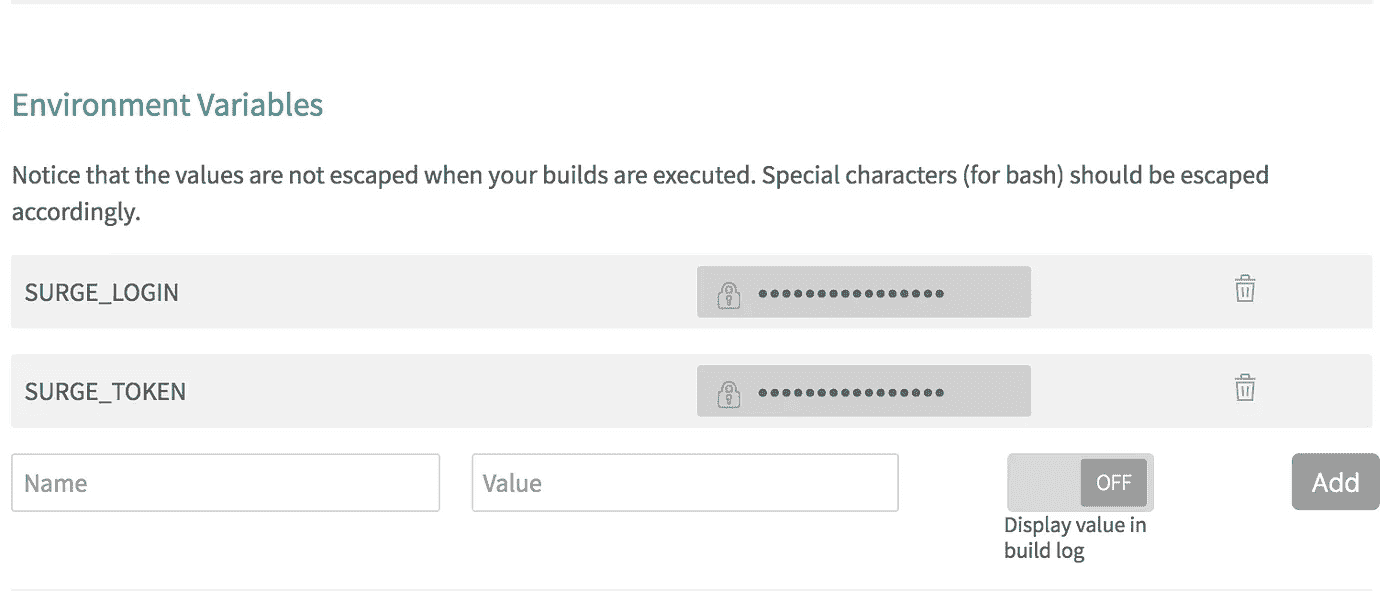 Environment Variables
Notice that the values are not escaped when your builds are executed. Special characters (for bash) should be escaped
accordingly.
SURGE_LOGIN ●●●●●●●●●●●●●●●●
SURGE_TOKEN ●●●●●●●●●●●●●●●●
Name Value OFF Add
Display value in
build log